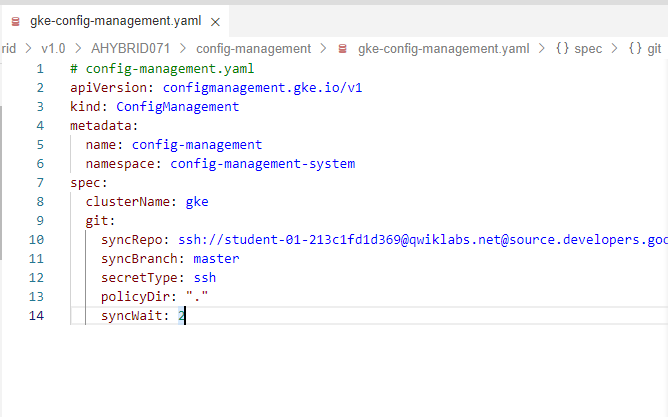 gke-config-management.yaml
rid > v1.0 > AHYBRID071 > config-management > gke-config-management.yaml > {} spec > {} git
1 # config-management.yaml
2 apiVersion: configmanagement.gke.io/v1
3 kind: ConfigManagement
4 metadata:
5 name: config-management
6 namespace: config-management-system
7 spec:
8 clusterName: gke
9 git:
10 syncRepo: ssh://student-01-213c1fd1d369@qwiklabs.net@source.developers.goo
11 syncBranch: master
12 secretType: ssh
13 policyDir: "."
14 syncWait: 2